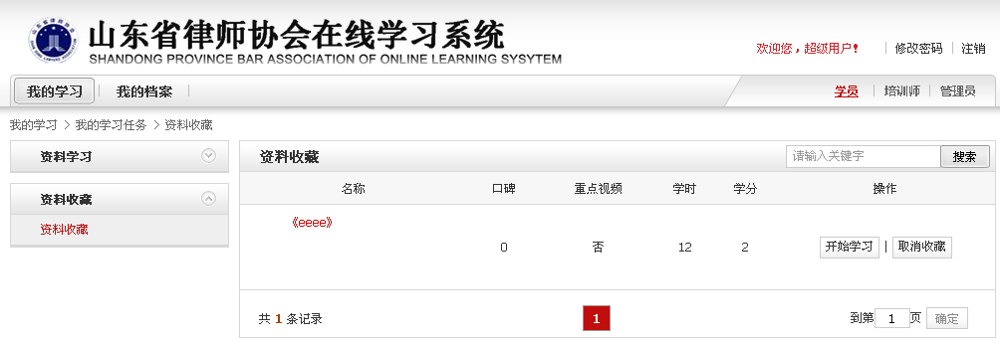 山东省律师协会在线学习系统
SHANDONG PROVINCE BAR ASSOCIATION OF ONLINE LEARNING SYSYTEM
欢迎您，超级用户！ | 修改密码 | 注销
我的学习 | 我的档案 |
学员 | 培训师 | 管理员
我的学习 > 我的学习任务 > 资料收藏
资料学习
资料收藏
资料收藏
资料收藏
请输入关键字 搜索
名称 口碑 重点视频 学时 学分 操作
《eeee》
0 否 12 2 开始学习 | 取消收藏
共 1 条记录 1 到第 1 页 确定